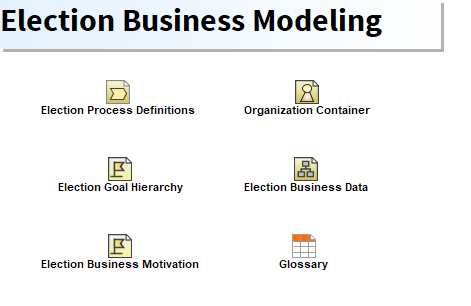 Election Business Modeling
Election Process Definitions
Organization Container
Election Goal Hierarchy
Election Business Data
Election Business Motivation
Glossary